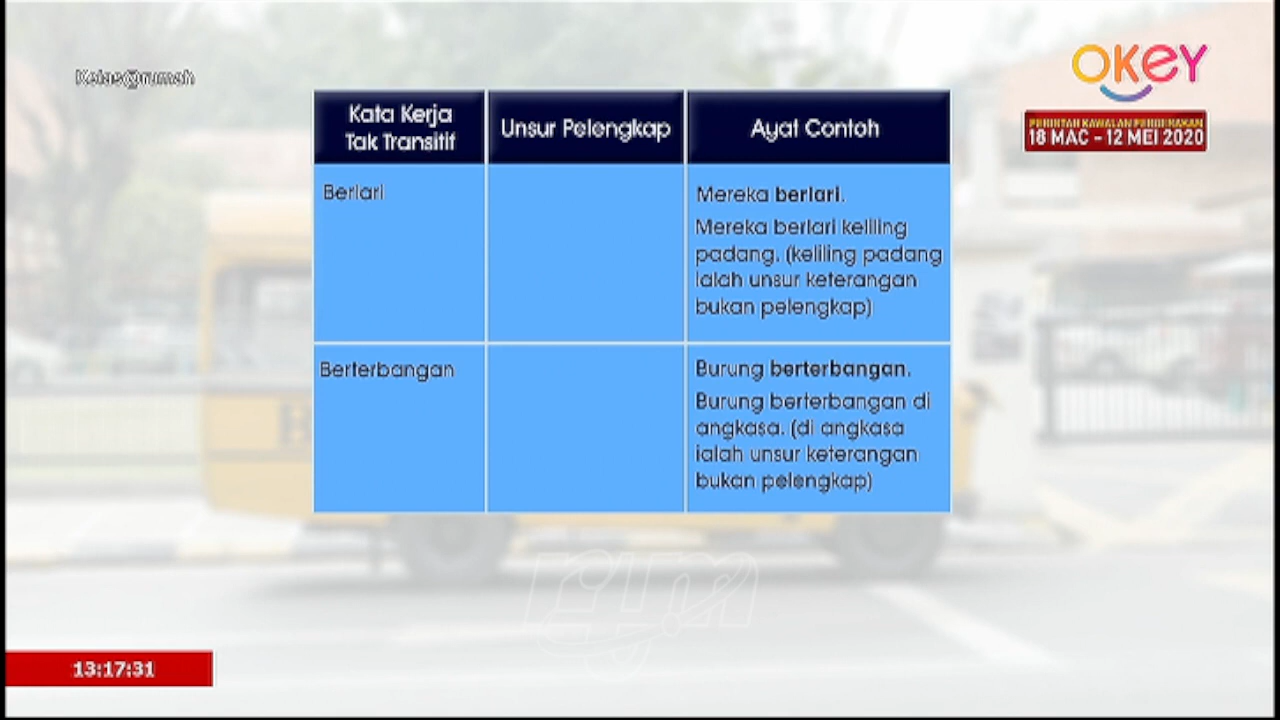 Kelas@rumah
OKEY
PERINTAH KAWALAN PERGERAKAN
18 MAC - 12 MEI 2020
Kata Kerja
Tak Transitif
Unsur Pelengkap
Ayat Contoh
Berlari
Mereka berlari.
Mereka berlari keliling
padang. (keliling padang
ialah unsur keterangan
bukan pelengkap)
Berterbangan
Burung berterbangan.
Burung berterbangan di
angkasa. (di angkasa
ialah unsur keterangan
bukan pelengkap)
13:17:31